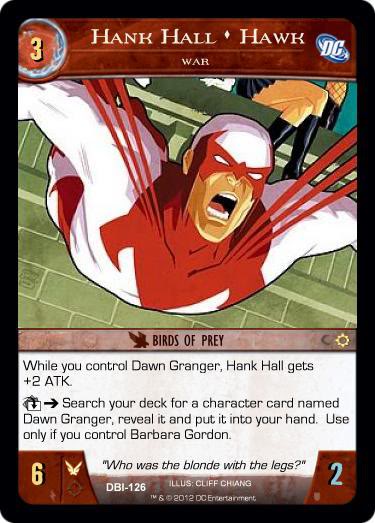 3
HANK HALL ♦ HAWK
WAR
DC
BIRDS OF PREY
While you control Dawn Granger, Hank Hall gets
+2 ATK.
➔ Search your deck for a character card named
Dawn Granger, reveal it and put it into your hand. Use
only if you control Barbara Gordon.
6
"Who was the blonde with the legs?"
DBI-126
ILLUS: CLIFF CHIANG
™ & © 2012 DC Entertainment
2